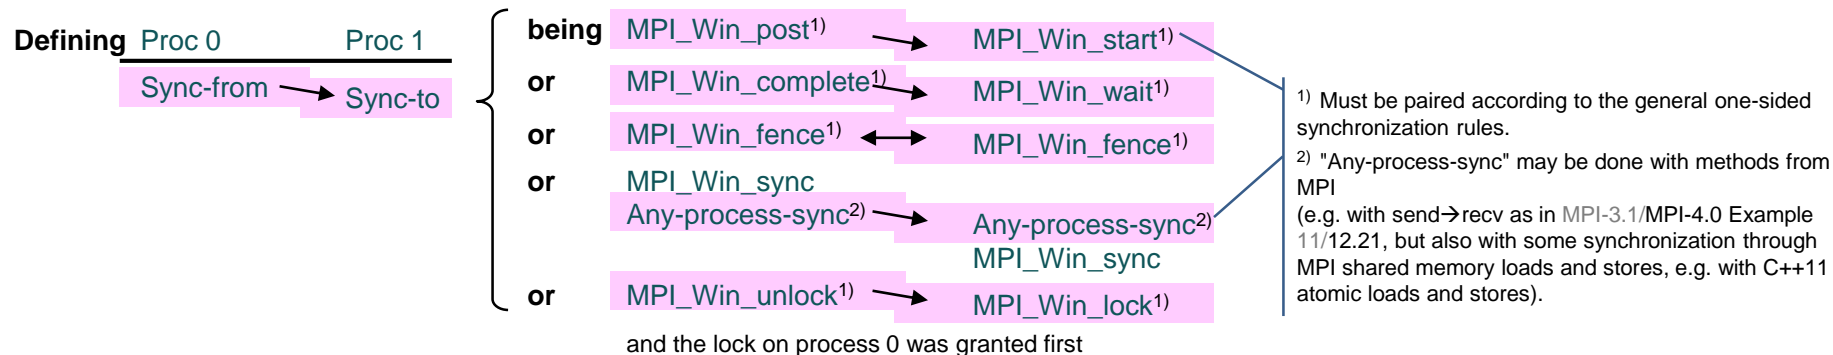 Defining Proc 0 Proc 1
Sync-from Sync-to
being MPI_Win_post1) MPI_Win_start1)
or MPI_Win_complete1) MPI_Win_wait1)
or MPI_Win_fence1) MPI_Win_fence1)
or MPI_Win_sync
Any-process-sync2) Any-process-sync2)
MPI_Win_sync
or MPI_Win_unlock1) MPI_Win_lock1)
and the lock on process 0 was granted first
1) Must be paired according to the general one-sided
synchronization rules.
2) "Any-process-sync" may be done with methods from
MPI
(e.g. with send→recv as in MPI-3.1/MPI-4.0 Example
11/12.21, but also with some synchronization through
MPI shared memory loads and stores, e.g. with C++11
atomic loads and stores).